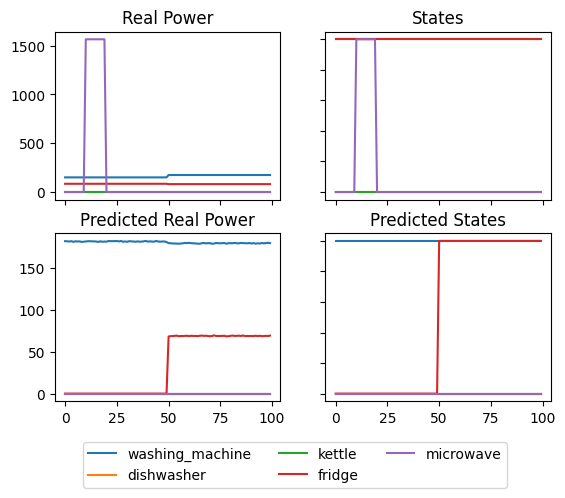 Real Power
States
1500
1000
500
0
Predicted Real Power
Predicted States
150
100
50
0
0 25 50 75 100
0 25 50 75 100
washing_machine kettle microwave
dishwasher fridge